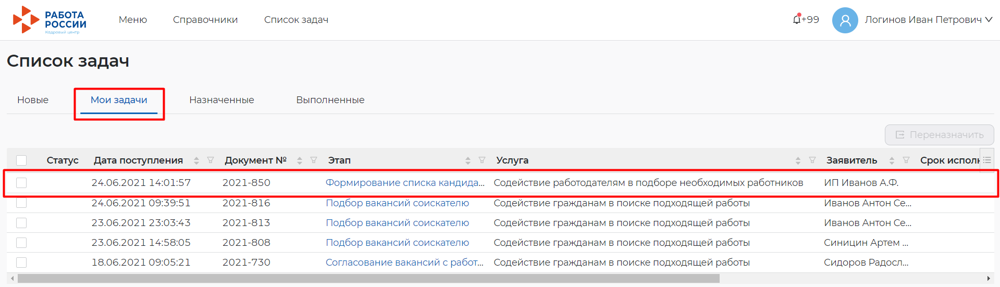 РАБОТА
РОССИИ
Кадровый центр
Меню Справочники Список задач
+99 Логинов Иван Петрович
Список задач
Новые Мои задачи Назначенные Выполненные
Переназначить
Статус Дата поступления Документ № Этап Услуга Заявитель Срок исполн
24.06.2021 14:01:57 2021-850 Формирование списка кандида... Содействие работодателям в подборе необходимых работников ИП Иванов А.Ф.
24.06.2021 09:39:51 2021-816 Подбор вакансий соискателю Содействие гражданам в поиске подходящей работы Иванов Антон Се...
23.06.2021 23:03:43 2021-813 Подбор вакансий соискателю Содействие гражданам в поиске подходящей работы Иванов Антон Се...
23.06.2021 14:58:05 2021-808 Подбор вакансий соискателю Содействие гражданам в поиске подходящей работы Синицин Артем ...
18.06.2021 09:05:21 2021-730 Согласование вакансий с работ... Содействие гражданам в поиске подходящей работы Сидоров Радосл...